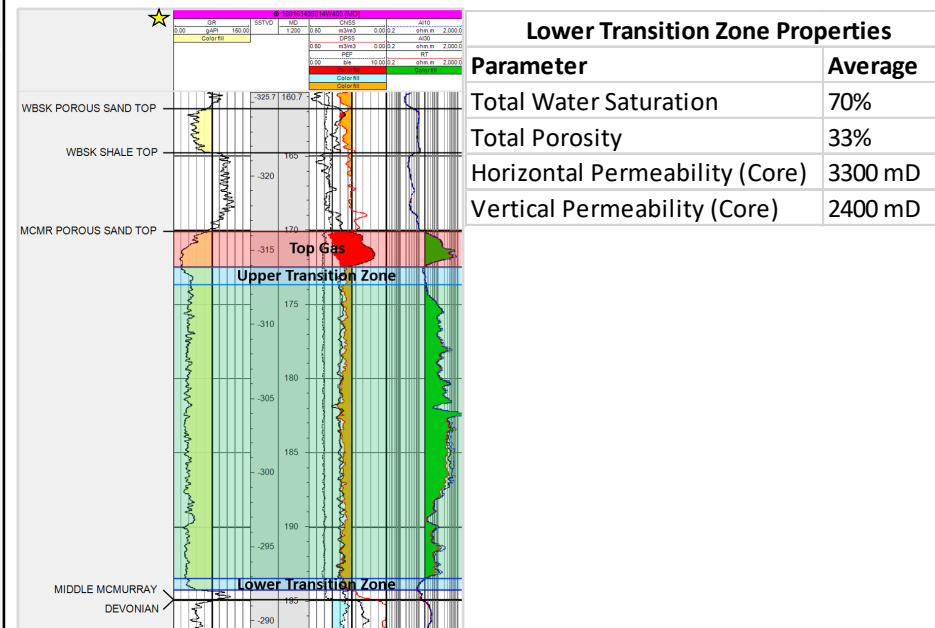 100161409014W400 [MD]
GR
0.00 gAPI 150.00
Color fill
SSTVD
MD
1:200
CNSS
0.60 m3/m3 0.00
DPSS
0.60 m3/m3 0.00
PEF
0.00 b/e 10.00
Color fill
Color fill
Color fill
AI10
0.2 ohm.m 2,000.0
AI30
0.2 ohm.m 2,000.0
RT
0.2 ohm.m 2,000.0
Color fill
-325.7 160.7
WBSK POROUS SAND TOP
WBSK SHALE TOP
165
-320
MCMR POROUS SAND TOP
170
-315
Top Gas
Upper Transition Zone
175
-310
180
-305
185
-300
190
-295
Lower Transition Zone
MIDDLE MCMURRAY
195
DEVONIAN
-290
Lower Transition Zone Properties
Parameter Average
Total Water Saturation 70%
Total Porosity 33%
Horizontal Permeability (Core) 3300 mD
Vertical Permeability (Core) 2400 mD